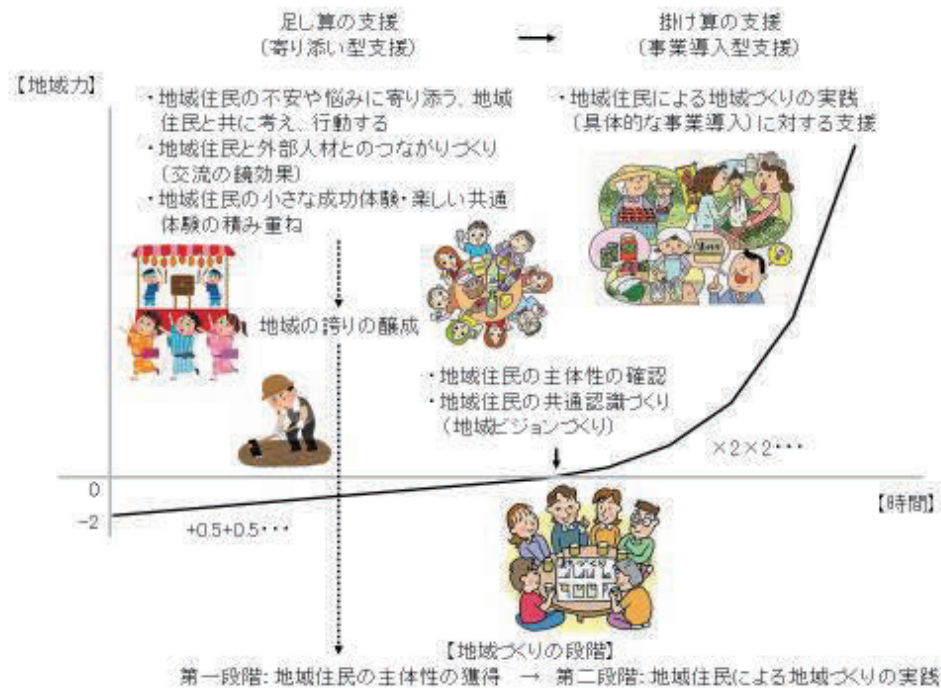 足し算の支援
(寄り添い型支援)
→
掛け算の支援
(事業導入型支援)
【地域力】
・地域住民の不安や悩みに寄り添う、地域
住民と共に考え、行動する
・地域住民と外部人材とのつながりづくり
(交流の鏡効果)
・地域住民の小さな成功体験・楽しい共通
体験の積み重ね
・地域住民による地域づくりの実践
(具体的な事業導入)に対する支援
地域の誇りの醸成
・地域住民の主体性の確認
・地域住民の共通認識づくり
(地域ビジョンづくり)
×2×2・・・
0
-2
+0.5+0.5・・・
【時間】
【地域づくりの段階】
第一段階:地域住民の主体性の獲得 → 第二段階:地域住民による地域づくりの実践